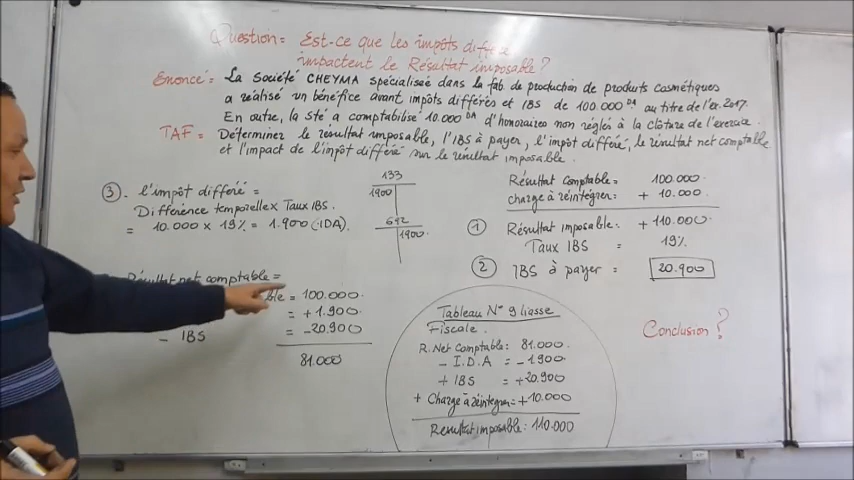 Question = Est-ce que les impôts diffé
impactent le Résultat imposable?
Enoncé = La Société CHEYMA spécialisée dans la fab. de production de produits cosmétiques
a réalisé un bénéfice avant impôts différés et IBS de 100.000 DA au titre de l'ex. 2017.
En outre, la sté a comptabilisé 10.000 DA d'honoraires non réglés à la clôture de l'exercice.
TAF = Déterminez le résultat imposable, l'IBS à payer, l'impôt différé, le résultat net comptable
et l'impact de l'impôt différé sur le résultat imposable.
③. l'impôt différé =
Différence temporelle x Taux IBS.
= 10.000 x 19% = 1.900 (IDA).
133
1900
692
1900.
Résultat Comptable = 100.000.
charge à réintégrer = + 10.000.
① Résultat imposable: +110.000.
Taux IBS = 19%
② IBS à payer = 20.900
Résultat net comptable =
ble = 100.000.
= +1.900.
- IBS = -20.900
81.000
Tableau N° 9 liasse
Fiscale.
R. Net Comptable: 81.000.
- I.D.A = -1.900.
+ IBS = +20.900
+ Charge à réintégrer = +10.000
Résultat imposable: 110.000
Conclusion?